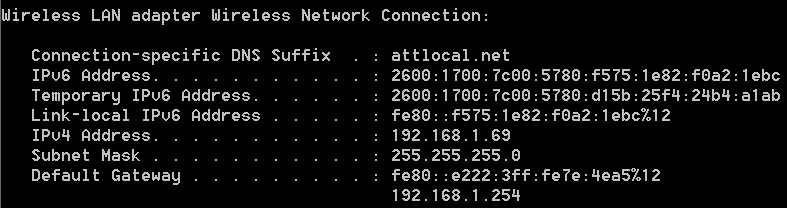 Wireless LAN adapter Wireless Network Connection:
Connection-specific DNS Suffix  . : attlocal.net
IPv6 Address. . . . . . . . . . . : 2600:1700:7c00:5780:f575:1e82:f0a2:1ebc
Temporary IPv6 Address. . . . . . : 2600:1700:7c00:5780:d15b:25f4:24b4:a1ab
Link-local IPv6 Address . . . . . : fe80::f575:1e82:f0a2:1ebc%12
IPv4 Address. . . . . . . . . . . : 192.168.1.69
Subnet Mask . . . . . . . . . . . : 255.255.255.0
Default Gateway . . . . . . . . . : fe80::e222:3ff:fe7e:4ea5%12
192.168.1.254